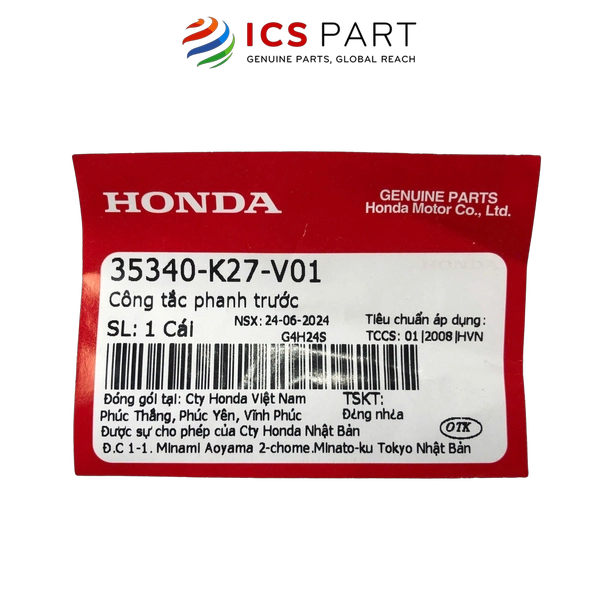 ICS PART
GENUINE PARTS, GLOBAL REACH
HONDA
GENUINE PARTS
Honda Motor Co., Ltd.
35340-K27-V01
Công tắc phanh trước
SL: 1 Cái
NSX: 24-06-2024
G4H24S
Tiêu chuẩn áp dụng:
TCCS: 01|2008|HVN
Đóng gói tại: Cty Honda Việt Nam
TSKT:
Phúc Thắng, Phúc Yên, Vĩnh Phúc
Được sự cho phép của Cty Honda Nhật Bản
OTK
Đ.C 1-1. Minami Aoyama 2-chome.Minato-ku Tokyo Nhật Bản